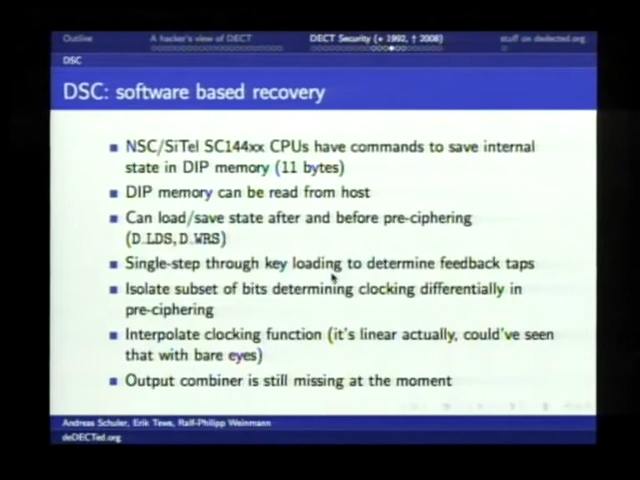 Outline
A hacker's view of DECT
DECT Security (* 1992, † 2008)
stuff on dedected.org
DSC
DSC: software based recovery
NSC/SiTel SC144xx CPUs have commands to save internal
state in DIP memory (11 bytes)
DIP memory can be read from host
Can load/save state after and before pre-ciphering
(D.LDS,D.WRS)
Single-step through key loading to determine feedback taps
Isolate subset of bits determining clocking differentially in
pre-ciphering
Interpolate clocking function (it's linear actually, could've seen
that with bare eyes)
Output combiner is still missing at the moment
Andreas Schuler, Erik Tews, Ralf-Philipp Weinmann
deDECTed.org